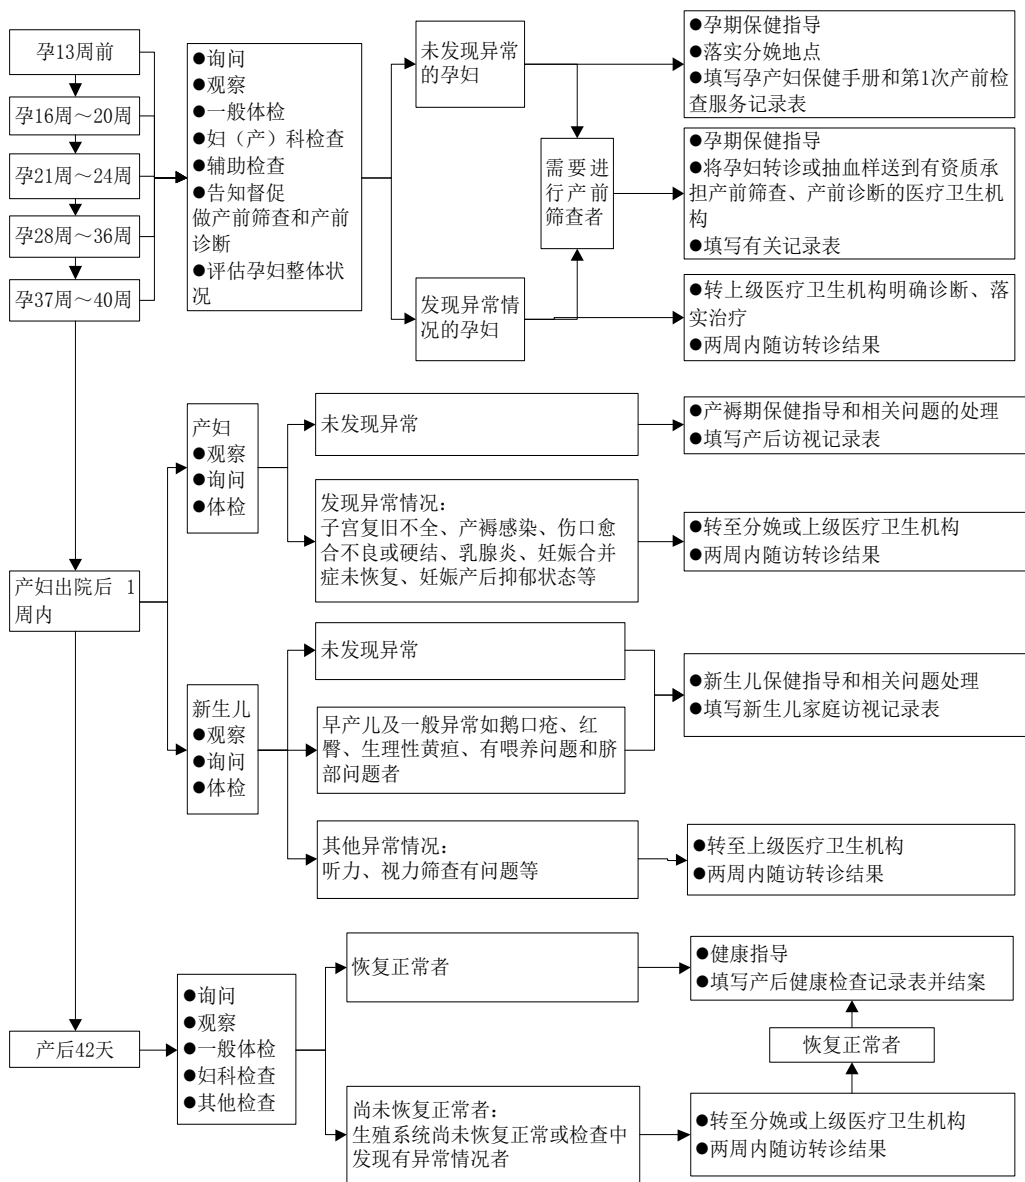 孕13周前
孕16周～20周
孕21周～24周
孕28周～36周
孕37周～40周
●询问
●观察
●一般体检
●妇（产）科检查
●辅助检查
●告知督促
做产前筛查和产前
诊断
●评估孕妇整体状
况
未发现异常
的孕妇
需要进
行产前
筛查者
发现异常情
况的孕妇
●孕期保健指导
●落实分娩地点
●填写孕产妇保健手册和第1次产前检
查服务记录表
●孕期保健指导
●将孕妇转诊或抽血样送到有资质承
担产前筛查、产前诊断的医疗卫生机
构
●填写有关记录表
●转上级医疗卫生机构明确诊断、落
实治疗
●两周内随访转诊结果
产妇出院后 1
周内
产妇
●观察
●询问
●体检
未发现异常
●产褥期保健指导和相关问题的处理
●填写产后访视记录表
发现异常情况：
子宫复旧不全、产褥感染、伤口愈
合不良或硬结、乳腺炎、妊娠合并
症未恢复、妊娠产后抑郁状态等
●转至分娩或上级医疗卫生机构
●两周内随访转诊结果
新生儿
●观察
●询问
●体检
未发现异常
早产儿及一般异常如鹅口疮、红
臀、生理性黄疸、有喂养问题和脐
部问题者
●新生儿保健指导和相关问题处理
●填写新生儿家庭访视记录表
其他异常情况：
听力、视力筛查有问题等
●转至上级医疗卫生机构
●两周内随访转诊结果
产后42天
●询问
●观察
●一般体检
●妇科检查
●其他检查
恢复正常者
●健康指导
●填写产后健康检查记录表并结案
恢复正常者
尚未恢复正常者：
生殖系统尚未恢复正常或检查中
发现有异常情况者
●转至分娩或上级医疗卫生机构
●两周内随访转诊结果